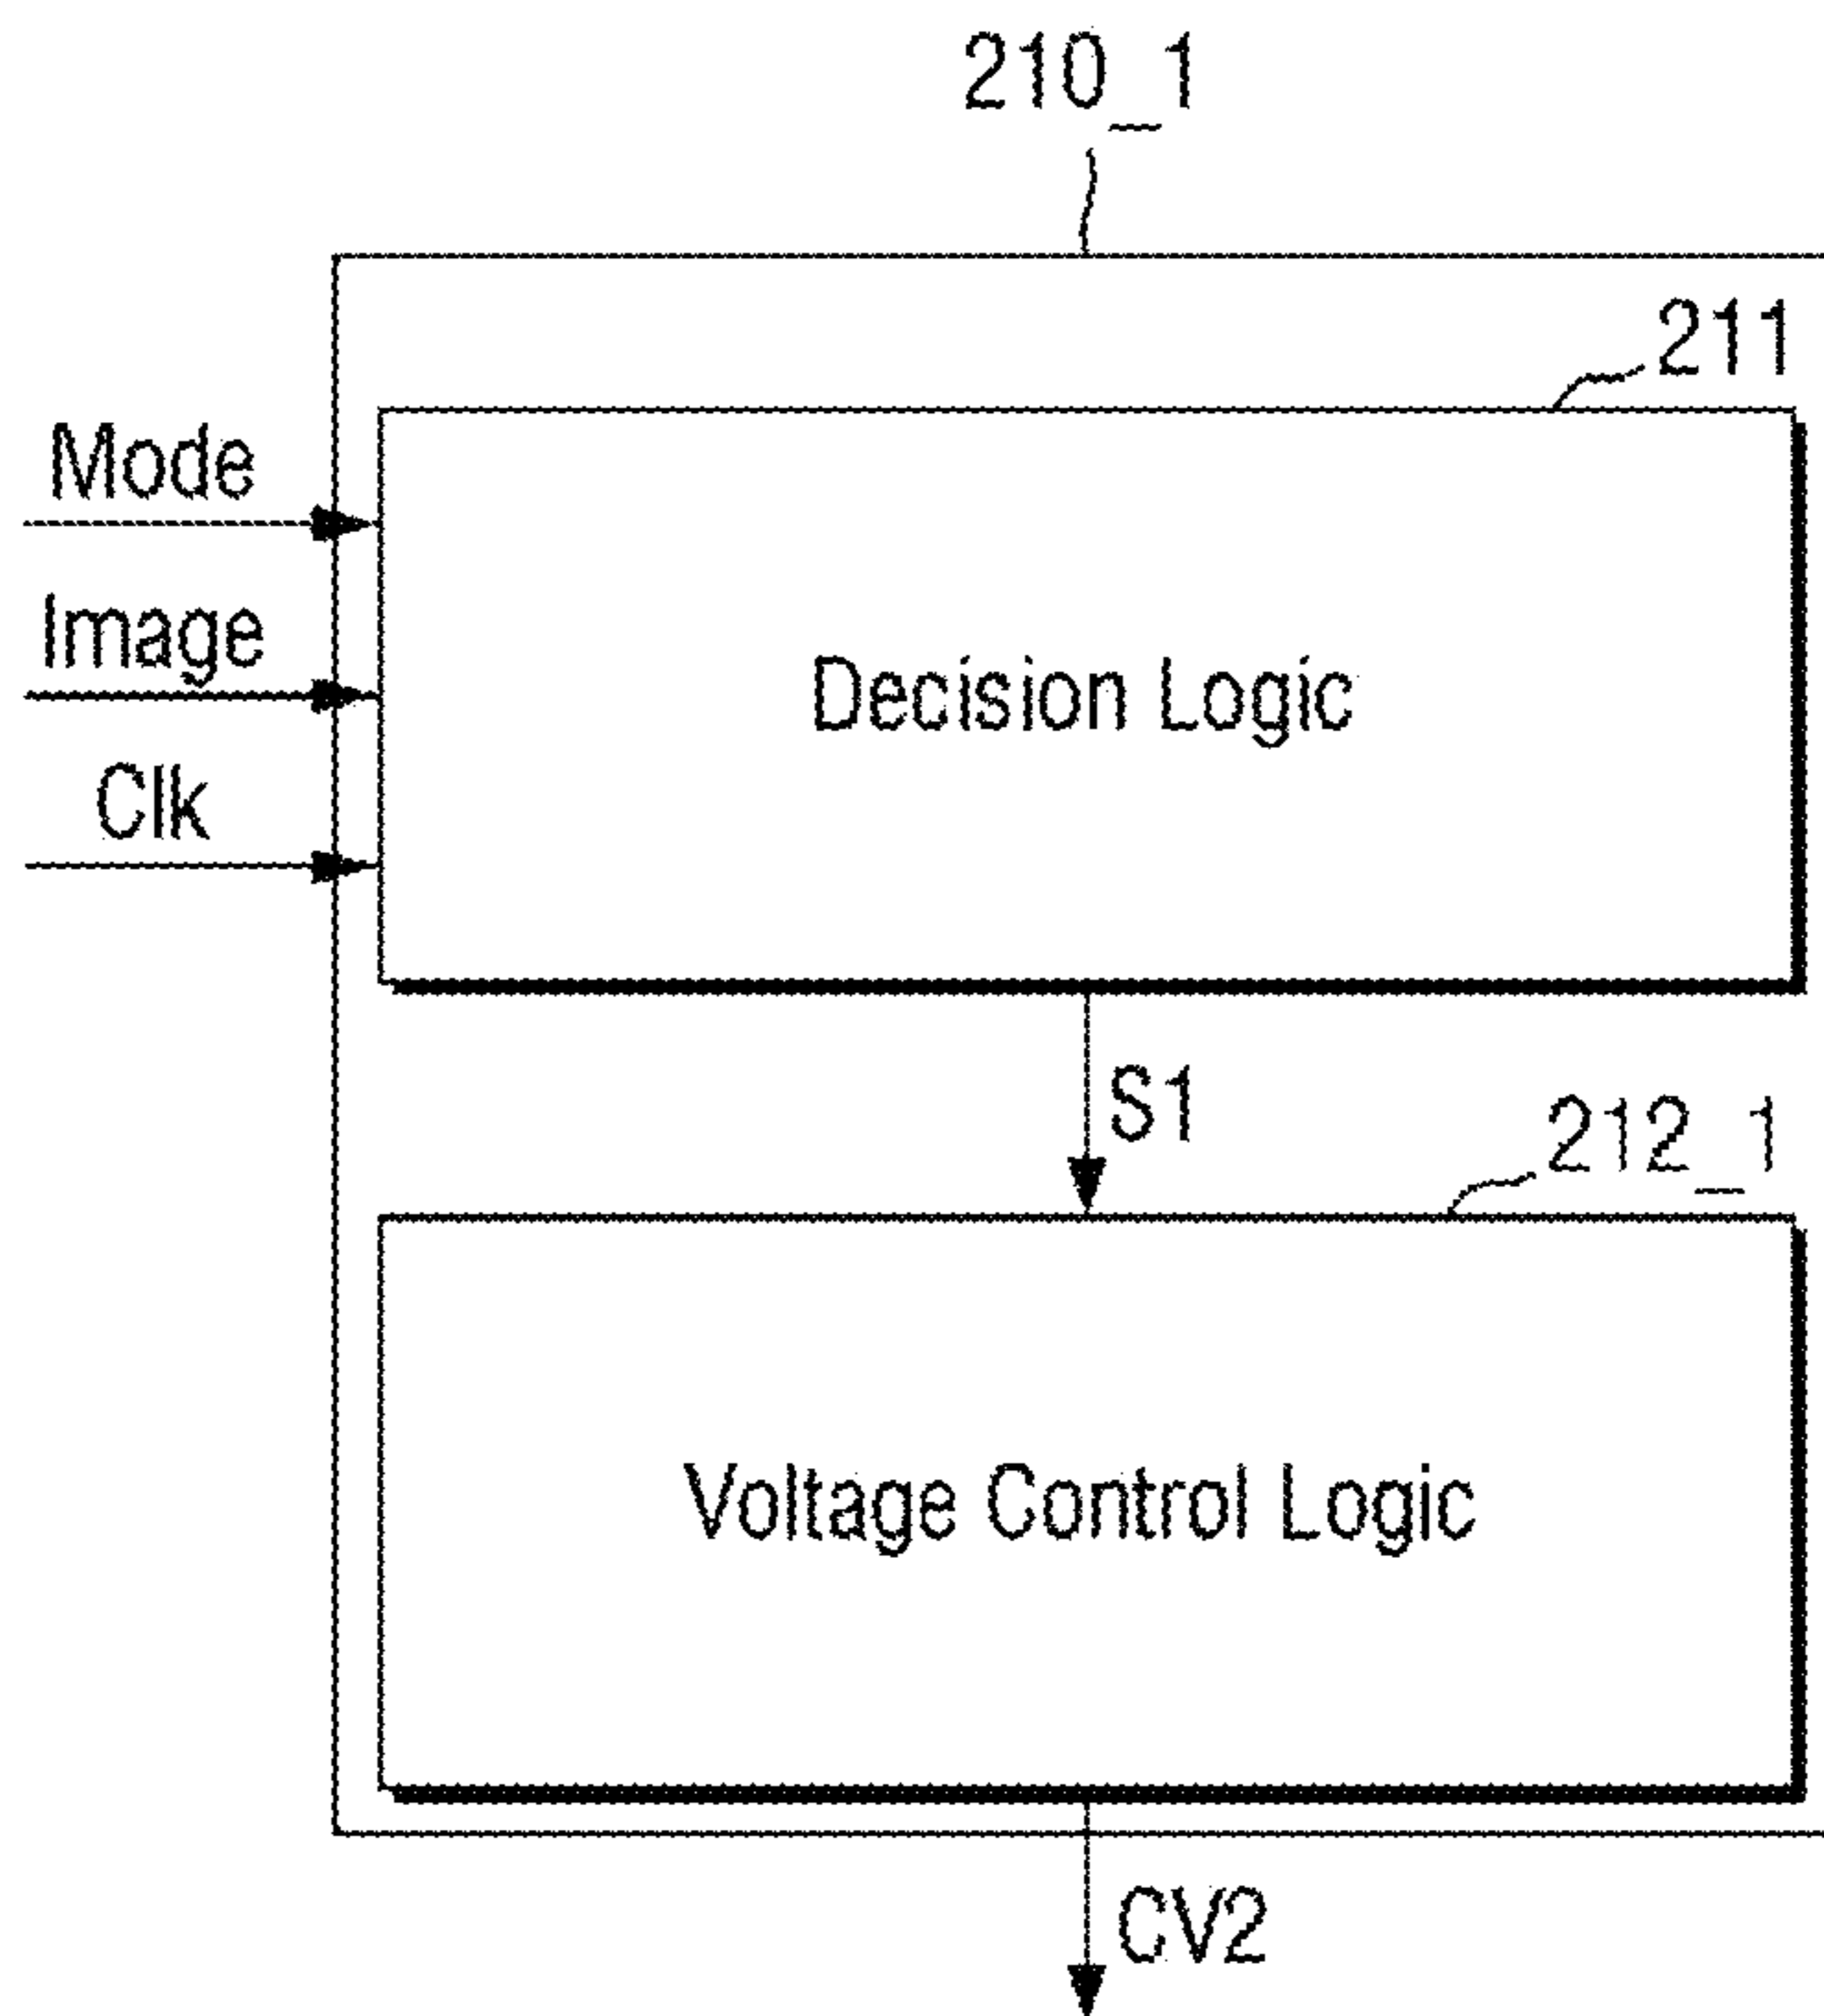 210_1
211
Mode
Image
Decision Logic
Clk
S1
212_1
Voltage Control Logic
CV2